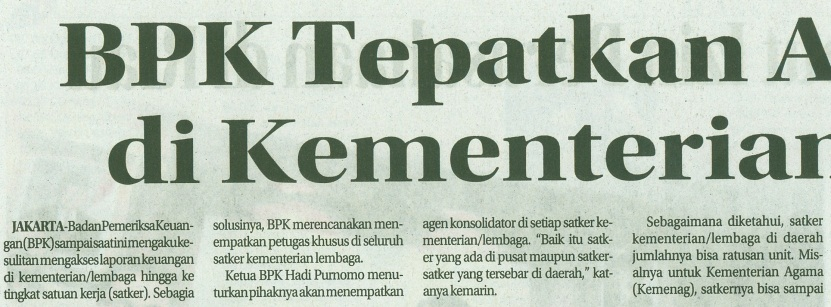 BPK Tepatkan A
di Kementerian
JAKARTA-Badan Pemeriksa Keuan-
gan (BPK) sampai saat ini mengaku ke-
sulitan mengakses laporan keuangan
di kementerian/lembaga hingga ke
tingkat satuan kerja (satker). Sebagia
solusinya, BPK merencanakan men-
empatkan petugas khusus di seluruh
satker kementerian lembaga.
Ketua BPK Hadi Purnomo menu-
turkan pihaknya akan menempatkan
agen konsolidator di setiap satker ke-
menterian/lembaga. “Baik itu satk-
er yang ada di pusat maupun satker-
satker yang tersebar di daerah,” kat-
anya kemarin.
Sebagaimana diketahui, satker
kementerian/lembaga di daerah
jumlahnya bisa ratusan unit. Mis-
alnya untuk Kementerian Agama
(Kemenag), satkernya bisa sampai